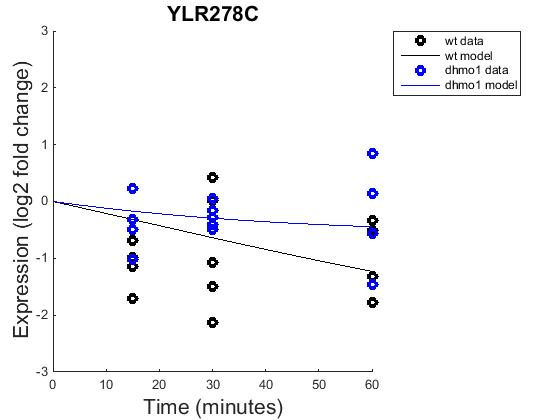 YLR278C
3
2
1
0
-1
-2
-3
Expression (log2 fold change)
0
10
20
30
40
50
60
Time (minutes)
wt data
wt model
dhmo1 data
dhmo1 model